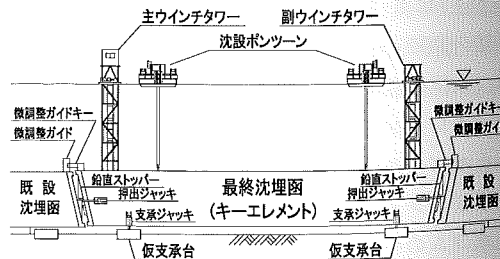 主ウインチタワー
副ウインチタワー
沈設ポンツーン
微調整ガイドキー
微調整ガイド
微調整ガイドキ
微調整ガイ
既設
沈埋函
鉛直ストッパー
押出ジャッキ
支承ジャッキ
最終沈埋函
(キーエレメント)
鉛直ストッパー
押出ジャッキ
支承ジャッキ
既設
沈埋函
仮支承台
仮支承台